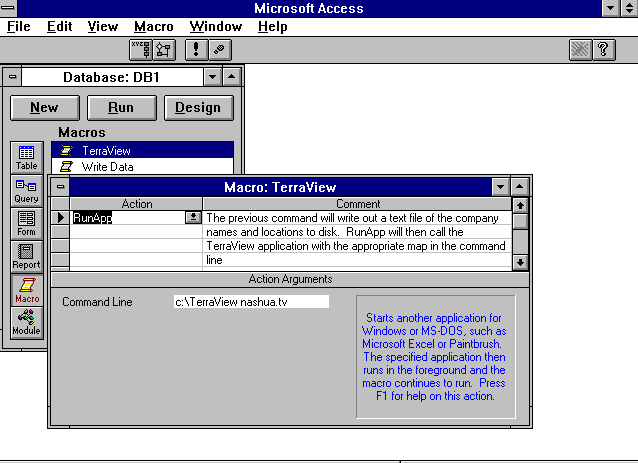 Microsoft Access
File Edit View Macro Window Help
XYZ
!
?
Database: DB1
New Run Design
Macros
Table
Query
Form
Report
Macro
Module
TerraView
Write Data
Macro: TerraView
Action Comment
RunApp The previous command will write out a text file of the company
names and locations to disk. RunApp will then call the
TerraView application with the appropriate map in the command
line
Action Arguments
Command Line c:\TerraView nashua.tv
Starts another application for
Windows or MS-DOS, such as
Microsoft Excel or Paintbrush.
The specified application then
runs in the foreground and the
macro continues to run. Press
F1 for help on this action.